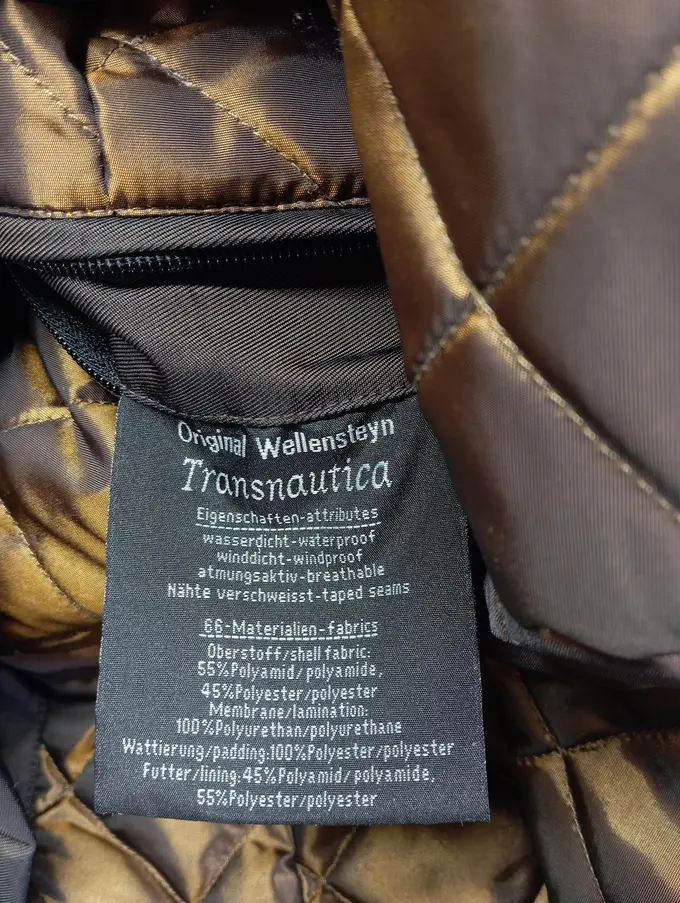 Original Wellensteyn
Transnautica
Eigenschaften-attributes
wasserdicht-waterproof
winddicht-windproof
atmungsaktiv-breathable
Nähte verschweisst-taped seams
66-Materialien-fabrics
Oberstoff/shell fabric:
55%Polyamid/polyamide,
45%Polyester/polyester
Membrane/lamination:
100%Polyurethan/polyurethane
Wattierung/padding:100%Polyester/polyester
Futter/lining:45%Polyamid/polyamide,
55%Polyester/polyester